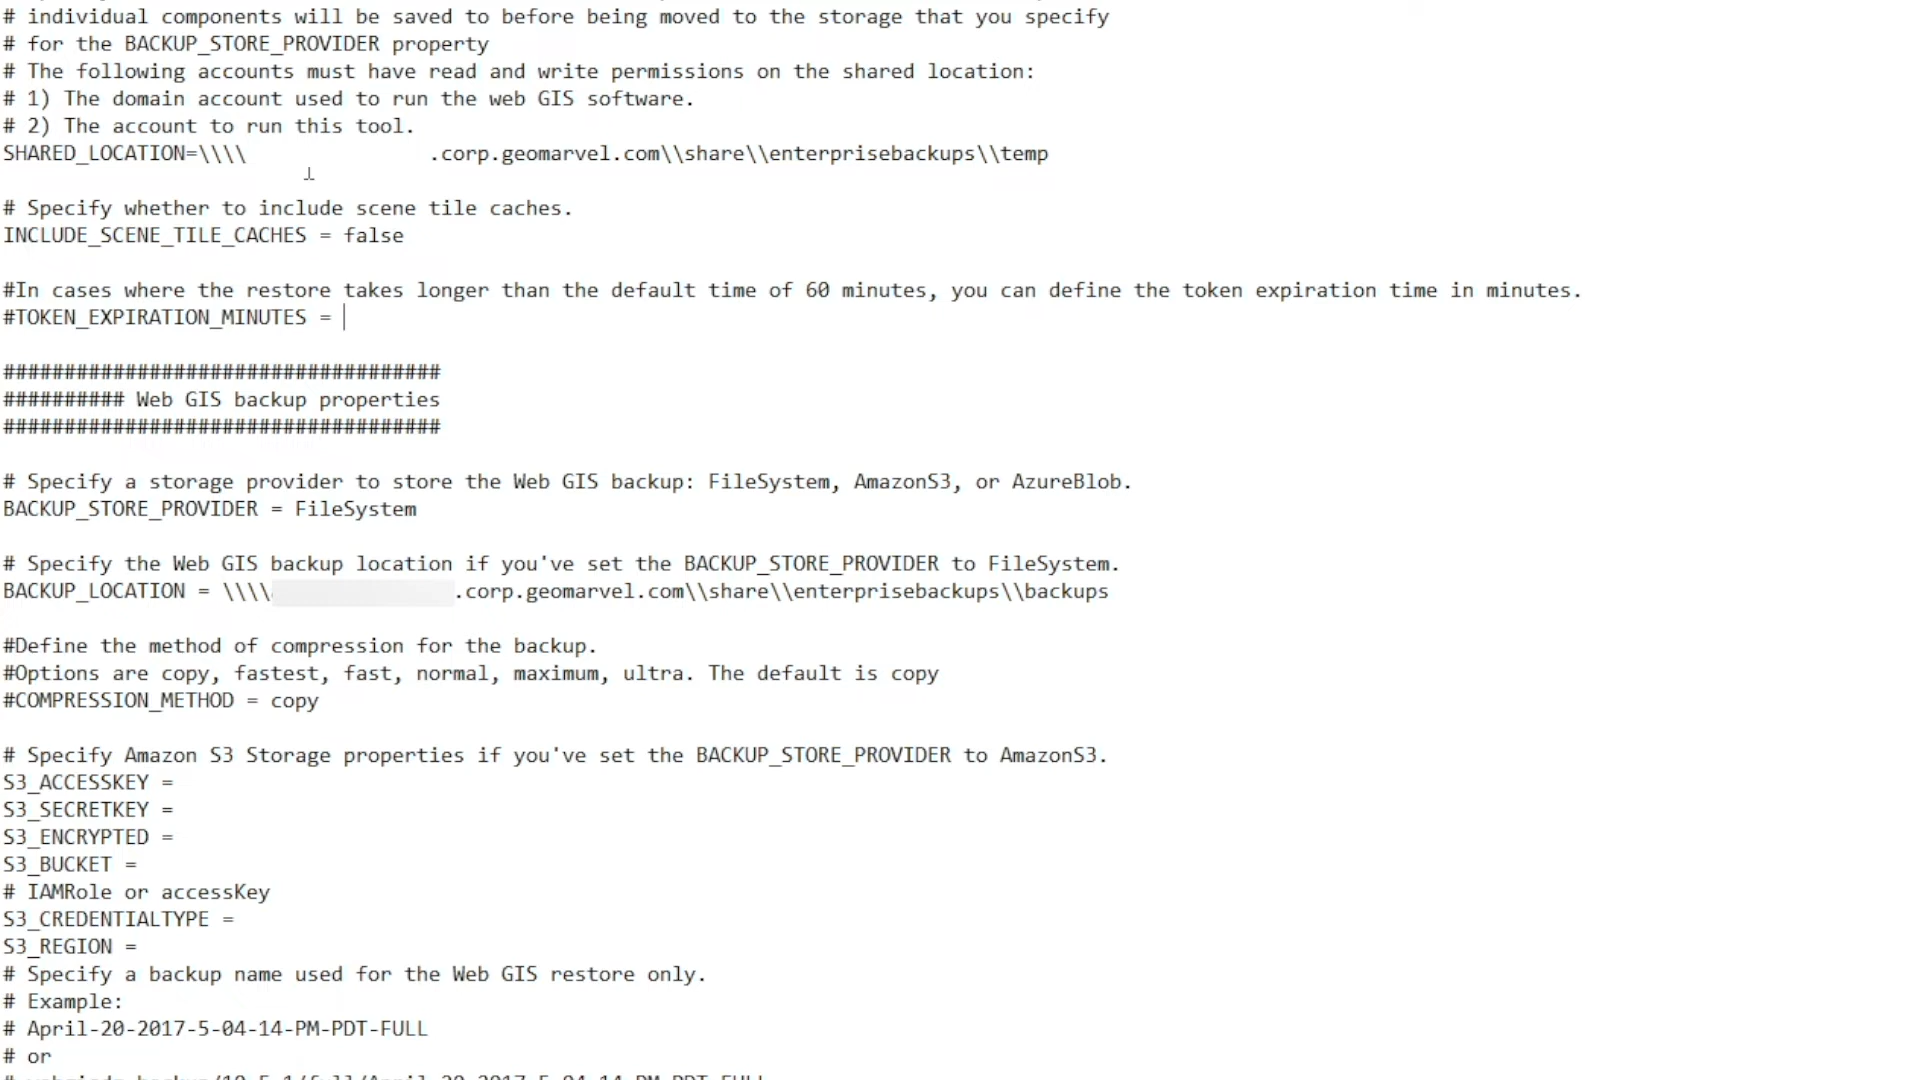 # individual components will be saved to before being moved to the storage that you specify
# for the BACKUP_STORE_PROVIDER property
# The following accounts must have read and write permissions on the shared location:
# 1) The domain account used to run the web GIS software.
# 2) The account to run this tool.
SHARED_LOCATION=\\\\ .corp.geomarvel.com\\share\\enterprisebackups\\temp
# Specify whether to include scene tile caches.
INCLUDE_SCENE_TILE_CACHES = false
#In cases where the restore takes longer than the default time of 60 minutes, you can define the token expiration time in minutes.
#TOKEN_EXPIRATION_MINUTES =
####################################
########## Web GIS backup properties
####################################
# Specify a storage provider to store the Web GIS backup: FileSystem, AmazonS3, or AzureBlob.
BACKUP_STORE_PROVIDER = FileSystem
# Specify the Web GIS backup location if you've set the BACKUP_STORE_PROVIDER to FileSystem.
BACKUP_LOCATION = \\\\ .corp.geomarvel.com\\share\\enterprisebackups\\backups
#Define the method of compression for the backup.
#Options are copy, fastest, fast, normal, maximum, ultra. The default is copy
#COMPRESSION_METHOD = copy
# Specify Amazon S3 Storage properties if you've set the BACKUP_STORE_PROVIDER to AmazonS3.
S3_ACCESSKEY =
S3_SECRETKEY =
S3_ENCRYPTED =
S3_BUCKET =
# IAMRole or accessKey
S3_CREDENTIALTYPE =
S3_REGION =
# Specify a backup name used for the Web GIS restore only.
# Example:
# April-20-2017-5-04-14-PM-PDT-FULL
# or